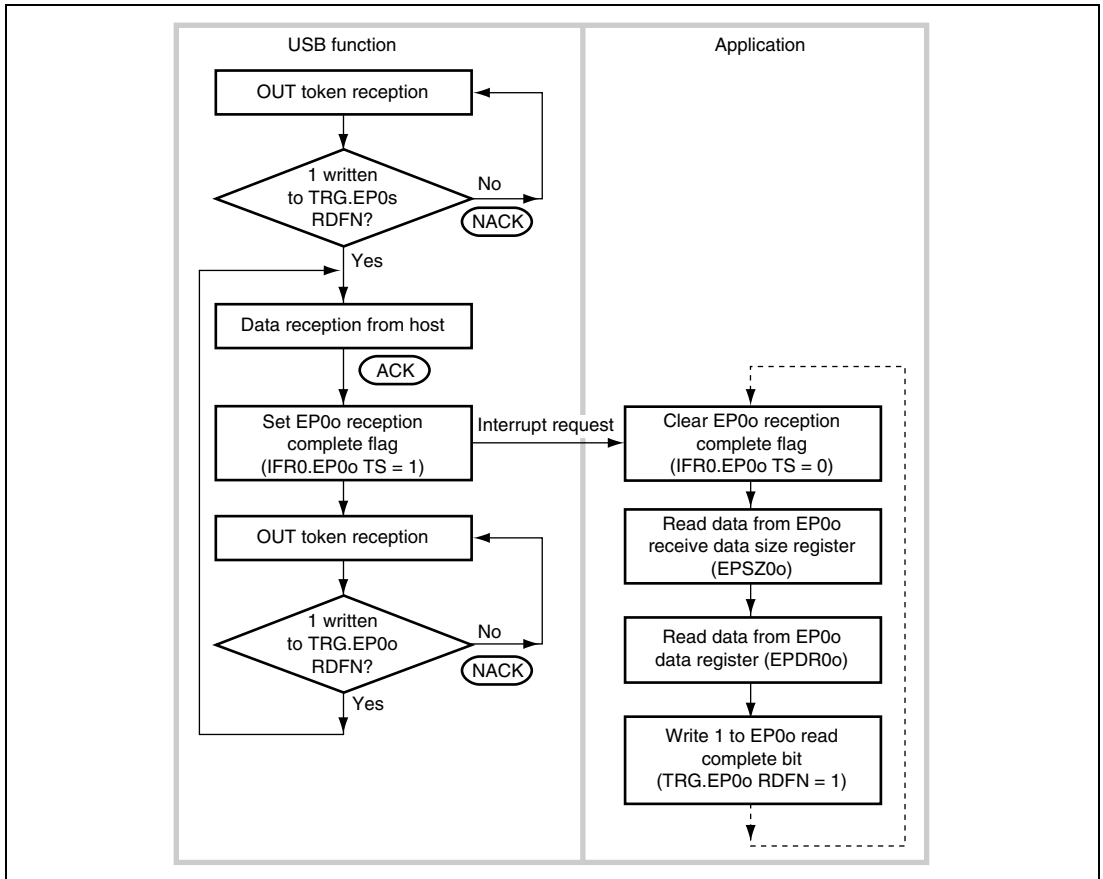 USB function
OUT token reception
1 written
to TRG.EP0s
RDFN?
No
NACK
Yes
Data reception from host
ACK
Set EP0o reception
complete flag
(IFR0.EP0o TS = 1)
Interrupt request
OUT token reception
1 written
to TRG.EP0o
RDFN?
No
NACK
Yes
Application
Clear EP0o reception
complete flag
(IFR0.EP0o TS = 0)
Read data from EP0o
receive data size register
(EPSZ0o)
Read data from EP0o
data register (EPDR0o)
Write 1 to EP0o read
complete bit
(TRG.EP0o RDFN = 1)